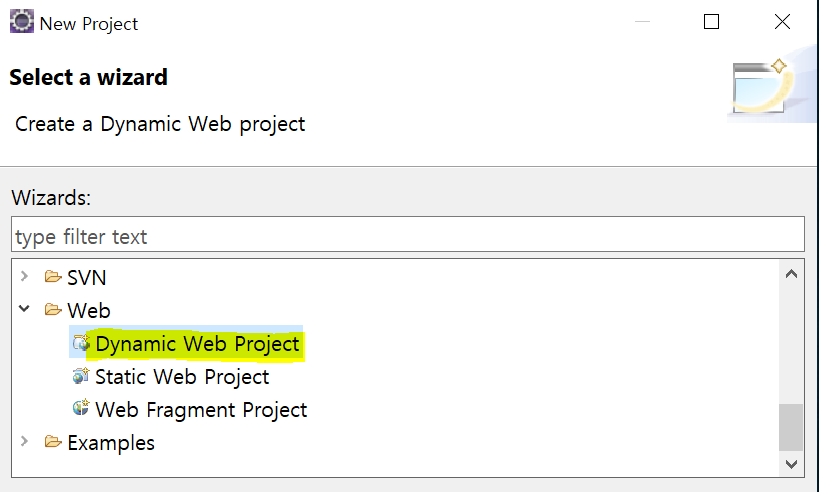 New Project
Select a wizard
Create a Dynamic Web project
Wizards:
type filter text
SVN
Web
Dynamic Web Project
Static Web Project
Web Fragment Project
Examples